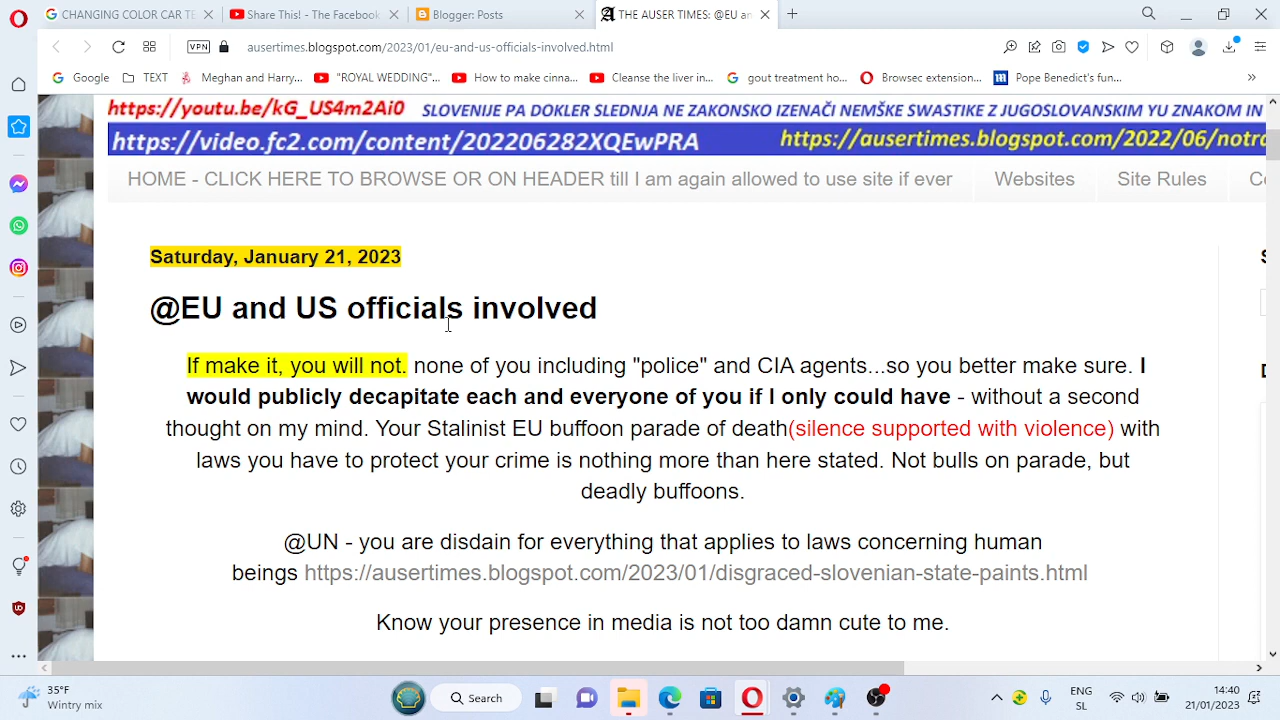 CHANGING COLOR CAR TE
Share This! - The Facebook
Blogger: Posts
THE AUSER TIMES: @EU an
VPN
ausertimes.blogspot.com/2023/01/eu-and-us-officials-involved.html
Google
TEXT
Meghan and Harry...
"ROYAL WEDDING"...
How to make cinna...
Cleanse the liver in...
gout treatment ho...
Browsec extension...
Pope Benedict's fun...
https://youtu.be/kG_US4m2Ai0 SLOVENIJE PA DOKLER SLEDNJA NE ZAKONSKO IZENAČI NEMŠKE SWASTIKE Z JUGOSLOVANSKIM YU ZNAKOM IN
https://video.fc2.com/content/202206282XQEwPRA https://ausertimes.blogspot.com/2022/06/notro
HOME - CLICK HERE TO BROWSE OR ON HEADER till I am again allowed to use site if ever
Websites
Site Rules
Saturday, January 21, 2023
@EU and US officials involved
If make it, you will not. none of you including "police" and CIA agents...so you better make sure. I
would publicly decapitate each and everyone of you if I only could have - without a second
thought on my mind. Your Stalinist EU buffoon parade of death(silence supported with violence) with
laws you have to protect your crime is nothing more than here stated. Not bulls on parade, but
deadly buffoons.
@UN - you are disdain for everything that applies to laws concerning human
beings https://ausertimes.blogspot.com/2023/01/disgraced-slovenian-state-paints.html
Know your presence in media is not too damn cute to me.
35°F
Wintry mix
Search
ENG
SL
14:40
21/01/2023